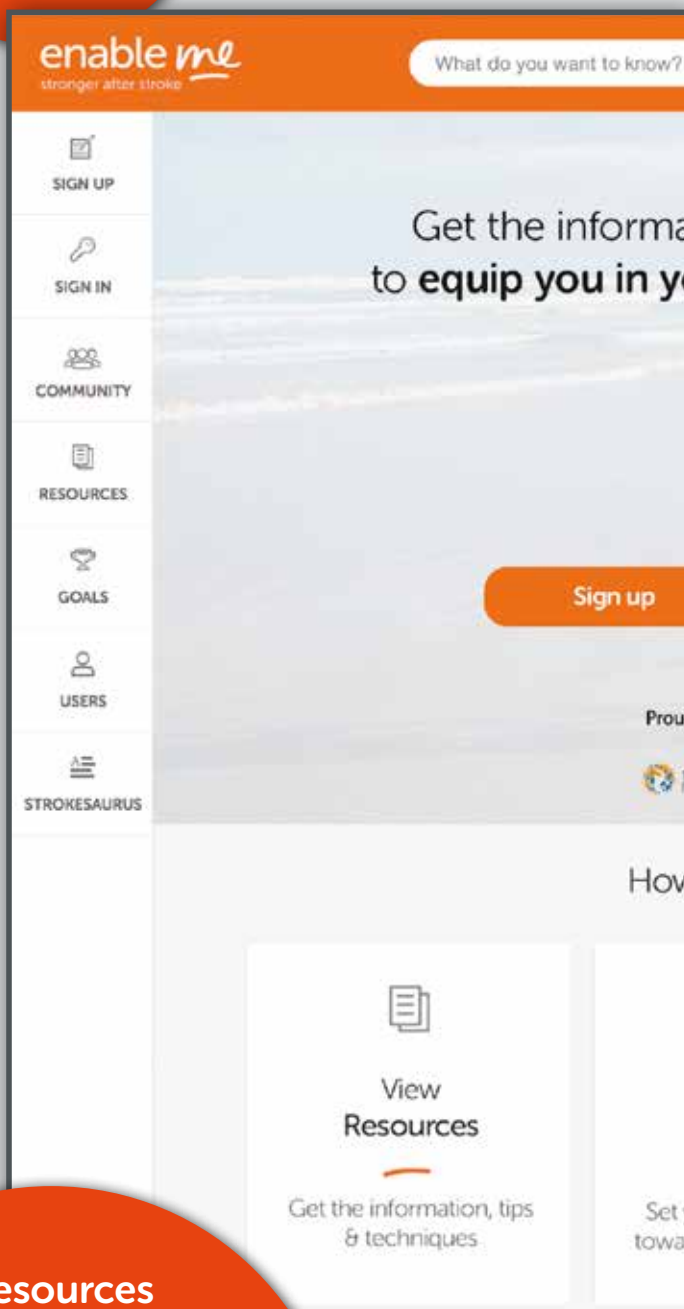 enable me
stronger after stroke
What do you want to know?
SIGN UP
SIGN IN
COMMUNITY
RESOURCES
GOALS
USERS
STROKESAURUS
Get the informa
to equip you in y
Sign up
Prou
How
View
Resources
Get the information, tips
& techniques
Set
towa
esources